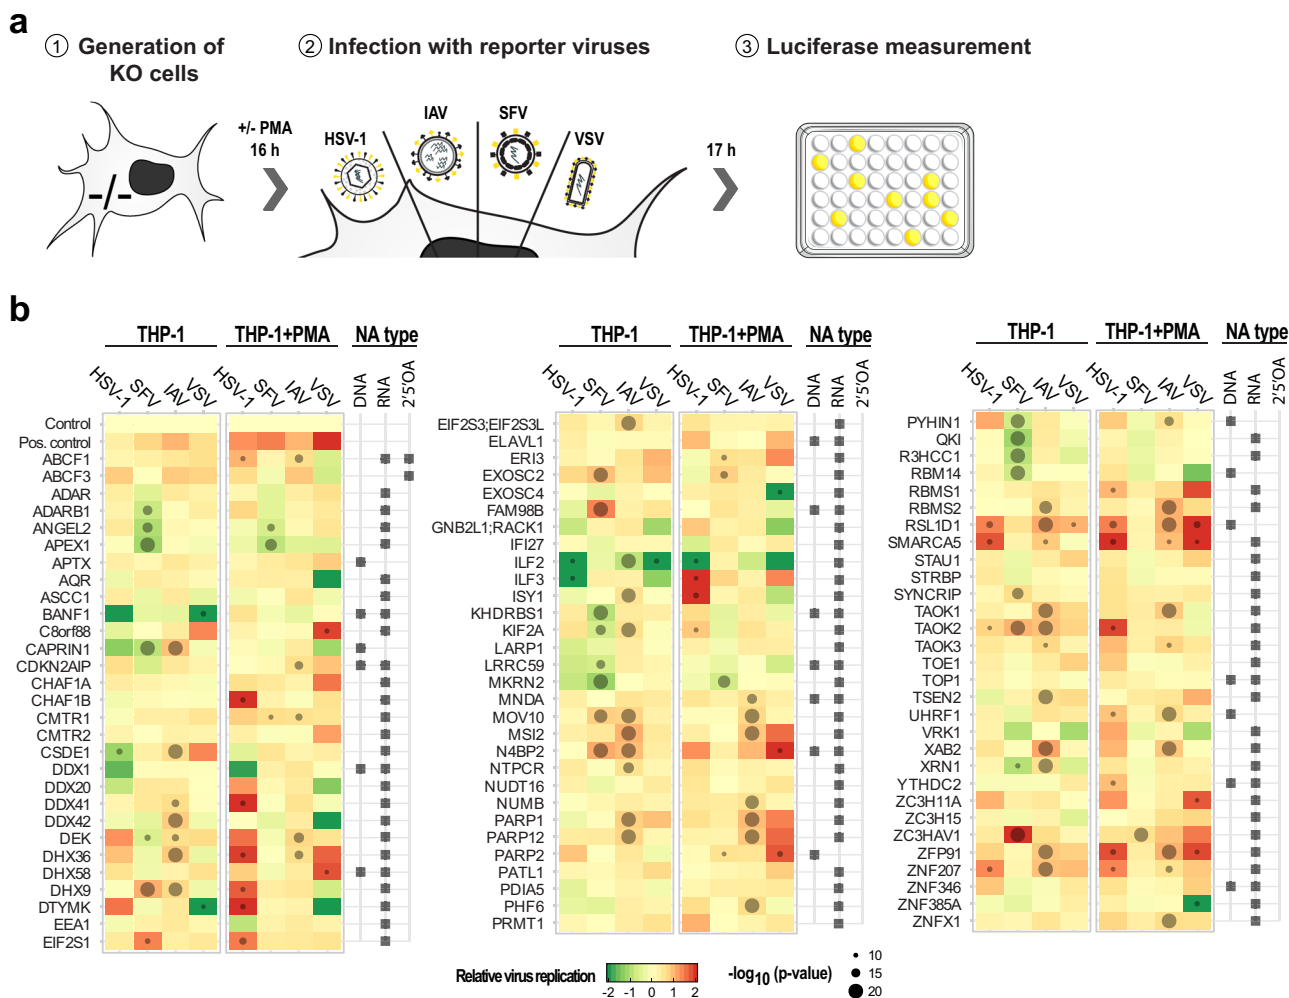 a
① Generation of
KO cells
② Infection with reporter viruses
③ Luciferase measurement
+/- PMA
16 h
HSV-1
IAV
SFV
VSV
17 h
-/-
b
THP-1
THP-1+PMA
NA type
HSV-1
SFV
IAV
VSV
HSV-1
SFV
IAV
VSV
DNA
RNA
2'5'OA
Control
Pos. control
ABCF1
ABCF3
ADAR
ADARB1
ANGEL2
APEX1
APTX
AQR
ASCC1
BANF1
C8orf88
CAPRIN1
CDKN2AIP
CHAF1A
CHAF1B
CMTR1
CMTR2
CSDE1
DDX1
DDX20
DDX41
DDX42
DEK
DHX36
DHX58
DHX9
DTYMK
EEA1
EIF2S1
THP-1
THP-1+PMA
NA type
HSV-1
SFV
IAV
VSV
HSV-1
SFV
IAV
VSV
DNA
RNA
2'5'OA
EIF2S3;EIF2S3L
ELAVL1
ERI3
EXOSC2
EXOSC4
FAM98B
GNB2L1;RACK1
IFI27
ILF2
ILF3
ISY1
KHDRBS1
KIF2A
LARP1
LRRC59
MKRN2
MNDA
MOV10
MSI2
N4BP2
NTPCR
NUDT16
NUMB
PARP1
PARP12
PARP2
PATL1
PDIA5
PHF6
PRMT1
THP-1
THP-1+PMA
NA type
HSV-1
SFV
IAV
VSV
HSV-1
SFV
IAV
VSV
DNA
RNA
2'5'OA
PYHIN1
QKI
R3HCC1
RBM14
RBMS1
RBMS2
RSL1D1
SMARCA5
STAU1
STRBP
SYNCRIP
TAOK1
TAOK2
TAOK3
TOE1
TOP1
TSEN2
UHRF1
VRK1
XAB2
XRN1
YTHDC2
ZC3H11A
ZC3H15
ZC3HAV1
ZFP91
ZNF207
ZNF346
ZNF385A
ZNFX1
Relative virus replication
-2 -1 0 1 2
-log10 (p-value)
10
15
20